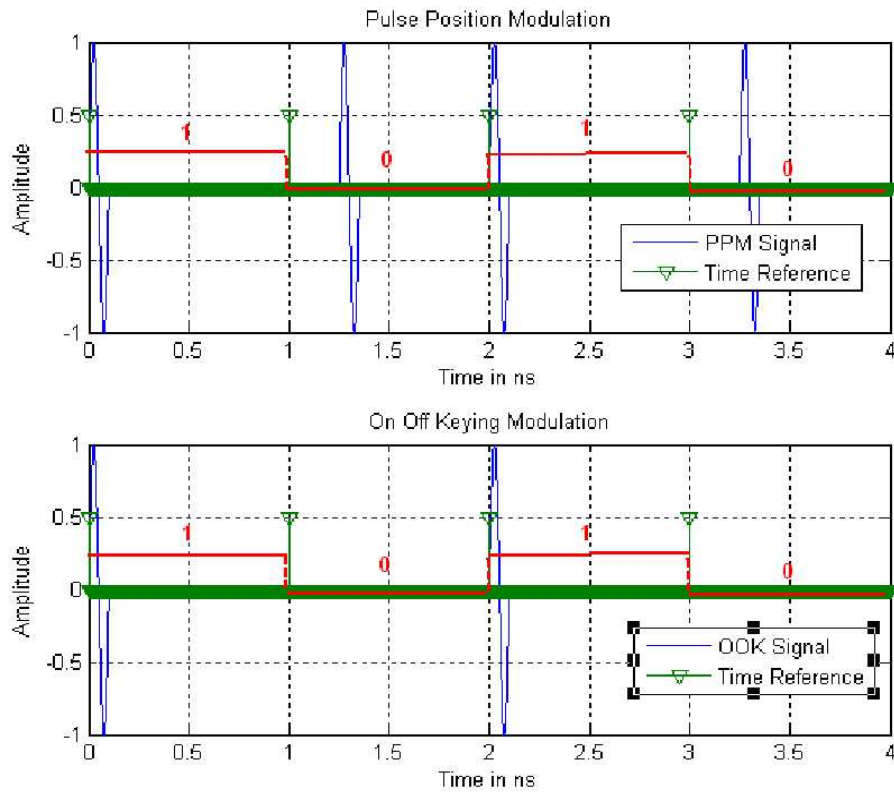 Pulse Position Modulation
1
0.5
0
-0.5
-1
Amplitude
1
0
1
0
PPM Signal
Time Reference
0 0.5 1 1.5 2 2.5 3 3.5 4
Time in ns
On Off Keying Modulation
1
0.5
0
-0.5
-1
Amplitude
1
0
1
0
OOK Signal
Time Reference
0 0.5 1 1.5 2 2.5 3 3.5 4
Time in ns